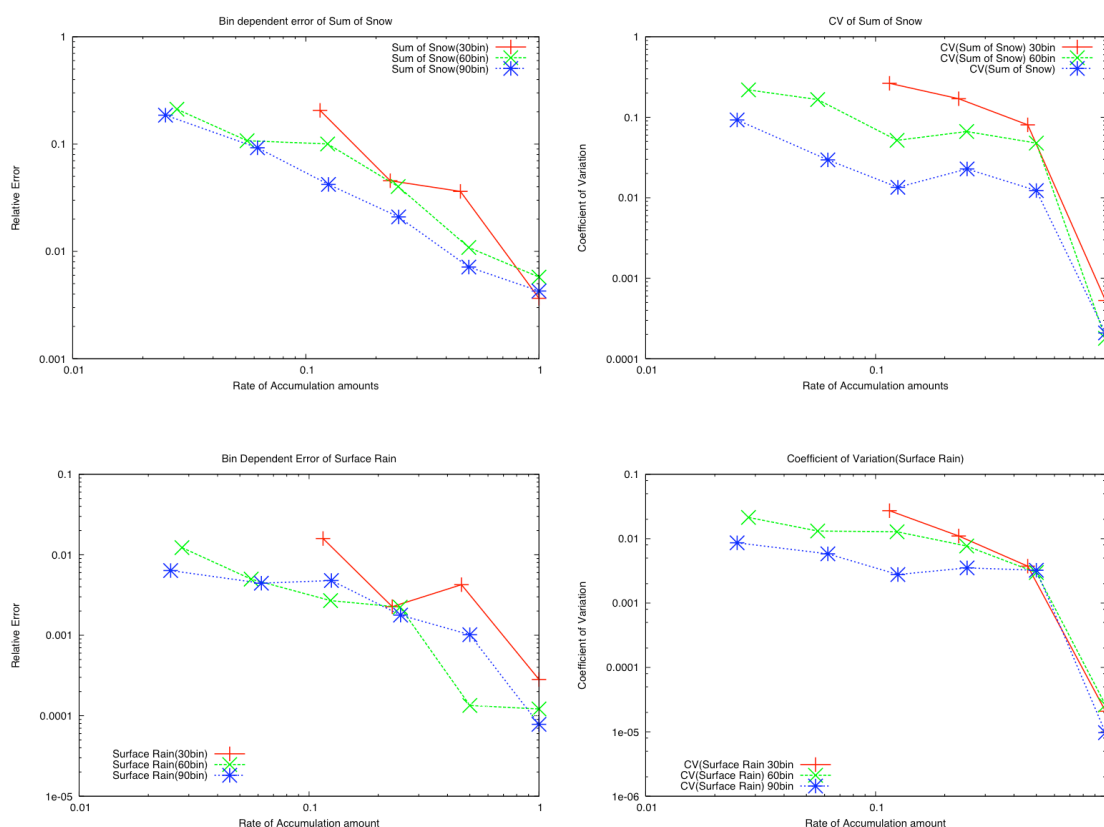 Bin dependent error of Sum of Snow
1
0.1
0.01
0.001
0.01
0.1
1
Relative Error
Rate of Accumulation amounts
Sum of Snow(30bin)
Sum of Snow(60bin)
Sum of Snow(90bin)
CV of Sum of Snow
1
0.1
0.01
0.001
0.0001
0.01
0.1
Coefficient of Variation
Rate of Accumulation amounts
CV(Sum of Snow) 30bin
CV(Sum of Snow) 60bin
CV(Sum of Snow)
Bin Dependent Error of Surface Rain
0.1
0.01
0.001
0.0001
1e-05
0.01
0.1
1
Relative Error
Rate of Accumulation amount
Surface Rain(30bin)
Surface Rain(60bin)
Surface Rain(90bin)
Coefficient of Variation(Surface Rain)
0.1
0.01
0.001
0.0001
1e-05
1e-06
0.01
0.1
Coefficient of Variation
Rate of Accumulation amount
CV(Surface Rain 30bin
CV(Surface Rain) 60bin
CV(Surface Rain) 90bin